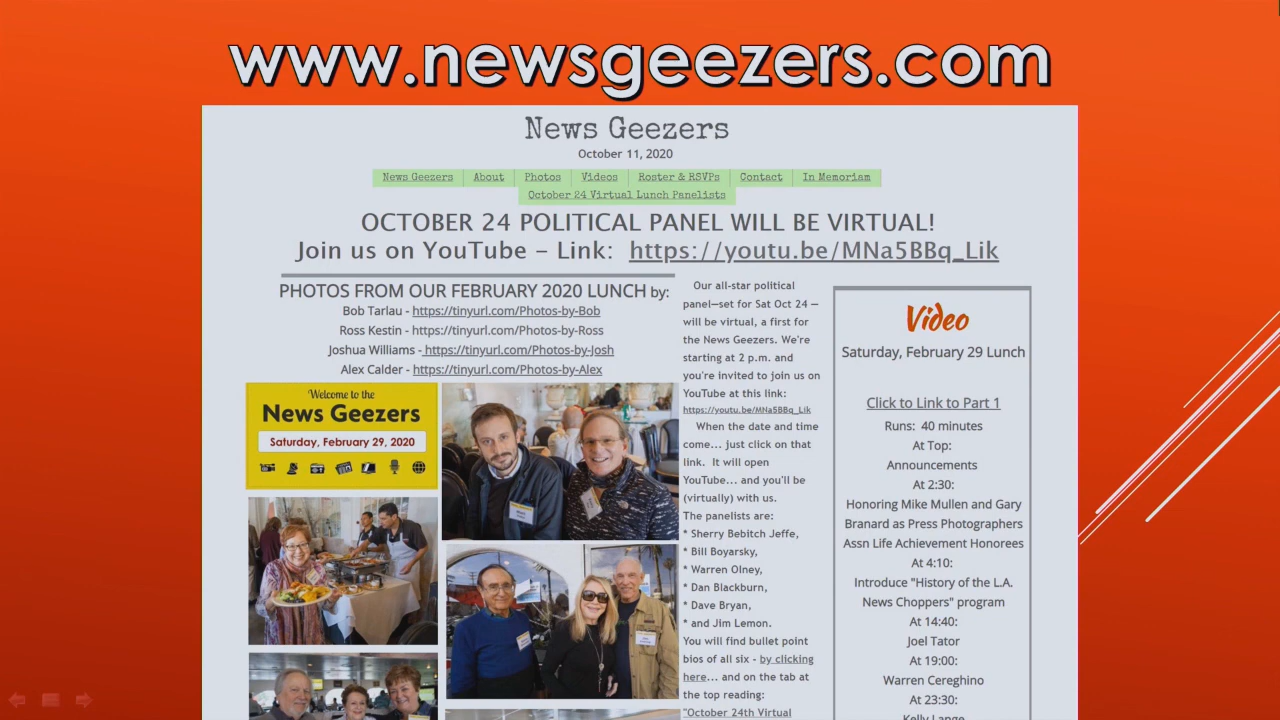 www.newsgeezers.com
News Geezers
October 11, 2020
News Geezers
About
Photos
Videos
Roster & RSVPs
Contact
In Memoriam
October 24 Virtual Lunch Panelists
OCTOBER 24 POLITICAL PANEL WILL BE VIRTUAL!
Join us on YouTube – Link: https://youtu.be/MNa5BBq_Lik
PHOTOS FROM OUR FEBRUARY 2020 LUNCH by:
Bob Tarlau - https://tinyurl.com/Photos-by-Bob
Ross Kestin - https://tinyurl.com/Photos-by-Ross
Joshua Williams - https://tinyurl.com/Photos-by-Josh
Alex Calder - https://tinyurl.com/Photos-by-Alex
Welcome to the
News Geezers
Saturday, February 29, 2020
Our all-star political
panel—set for Sat Oct 24 —
will be virtual, a first for
the News Geezers. We're
starting at 2 p.m. and
you're invited to join us on
YouTube at this link:
https://youtu.be/MNa5BBq_Lik
When the date and time
come... just click on that
link. It will open
YouTube... and you'll be
(virtually) with us.
The panelists are:
* Sherry Bebitch Jeffe,
* Bill Boyarsky,
* Warren Olney,
* Dan Blackburn,
* Dave Bryan,
* and Jim Lemon.
You will find bullet point
bios of all six - by clicking
here... and on the tab at
the top reading:
"October 24th Virtual
Video
Saturday, February 29 Lunch
Click to Link to Part 1
Runs: 40 minutes
At Top:
Announcements
At 2:30:
Honoring Mike Mullen and Gary
Branard as Press Photographers
Assn Life Achievement Honorees
At 4:10:
Introduce "History of the L.A.
News Choppers" program
At 14:40:
Joel Tator
At 19:00:
Warren Cereghino
At 23:30:
Kelly Lange